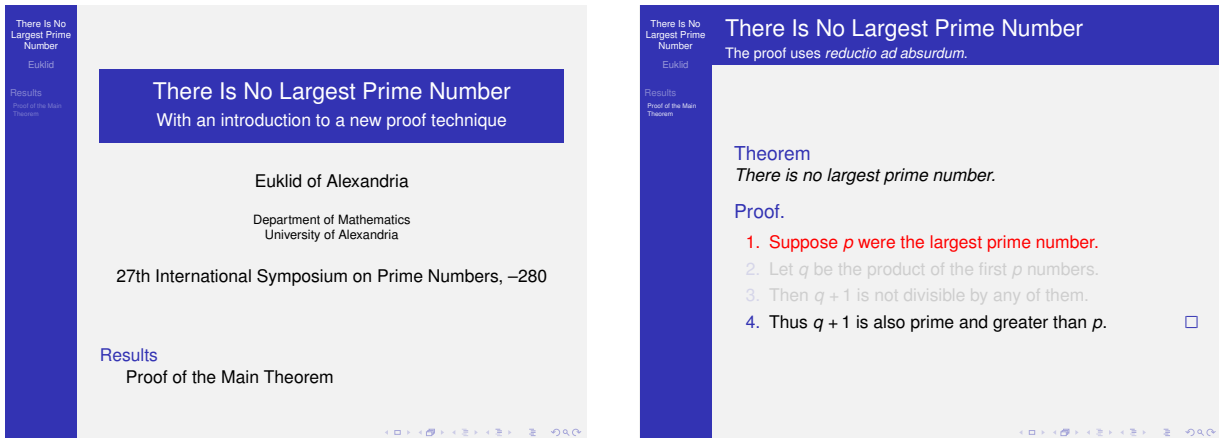 There Is No
Largest Prime
Number
Euklid
Results
Proof of the Main
Theorem
There Is No Largest Prime Number
With an introduction to a new proof technique
Euklid of Alexandria
Department of Mathematics
University of Alexandria
27th International Symposium on Prime Numbers, –280
Results
Proof of the Main Theorem
There Is No
Largest Prime
Number
Euklid
Results
Proof of the Main
Theorem
There Is No Largest Prime Number
The proof uses reductio ad absurdum.
Theorem
There is no largest prime number.
Proof.
1. Suppose p were the largest prime number.
2. Let q be the product of the first p numbers.
3. Then q + 1 is not divisible by any of them.
4. Thus q + 1 is also prime and greater than p. □